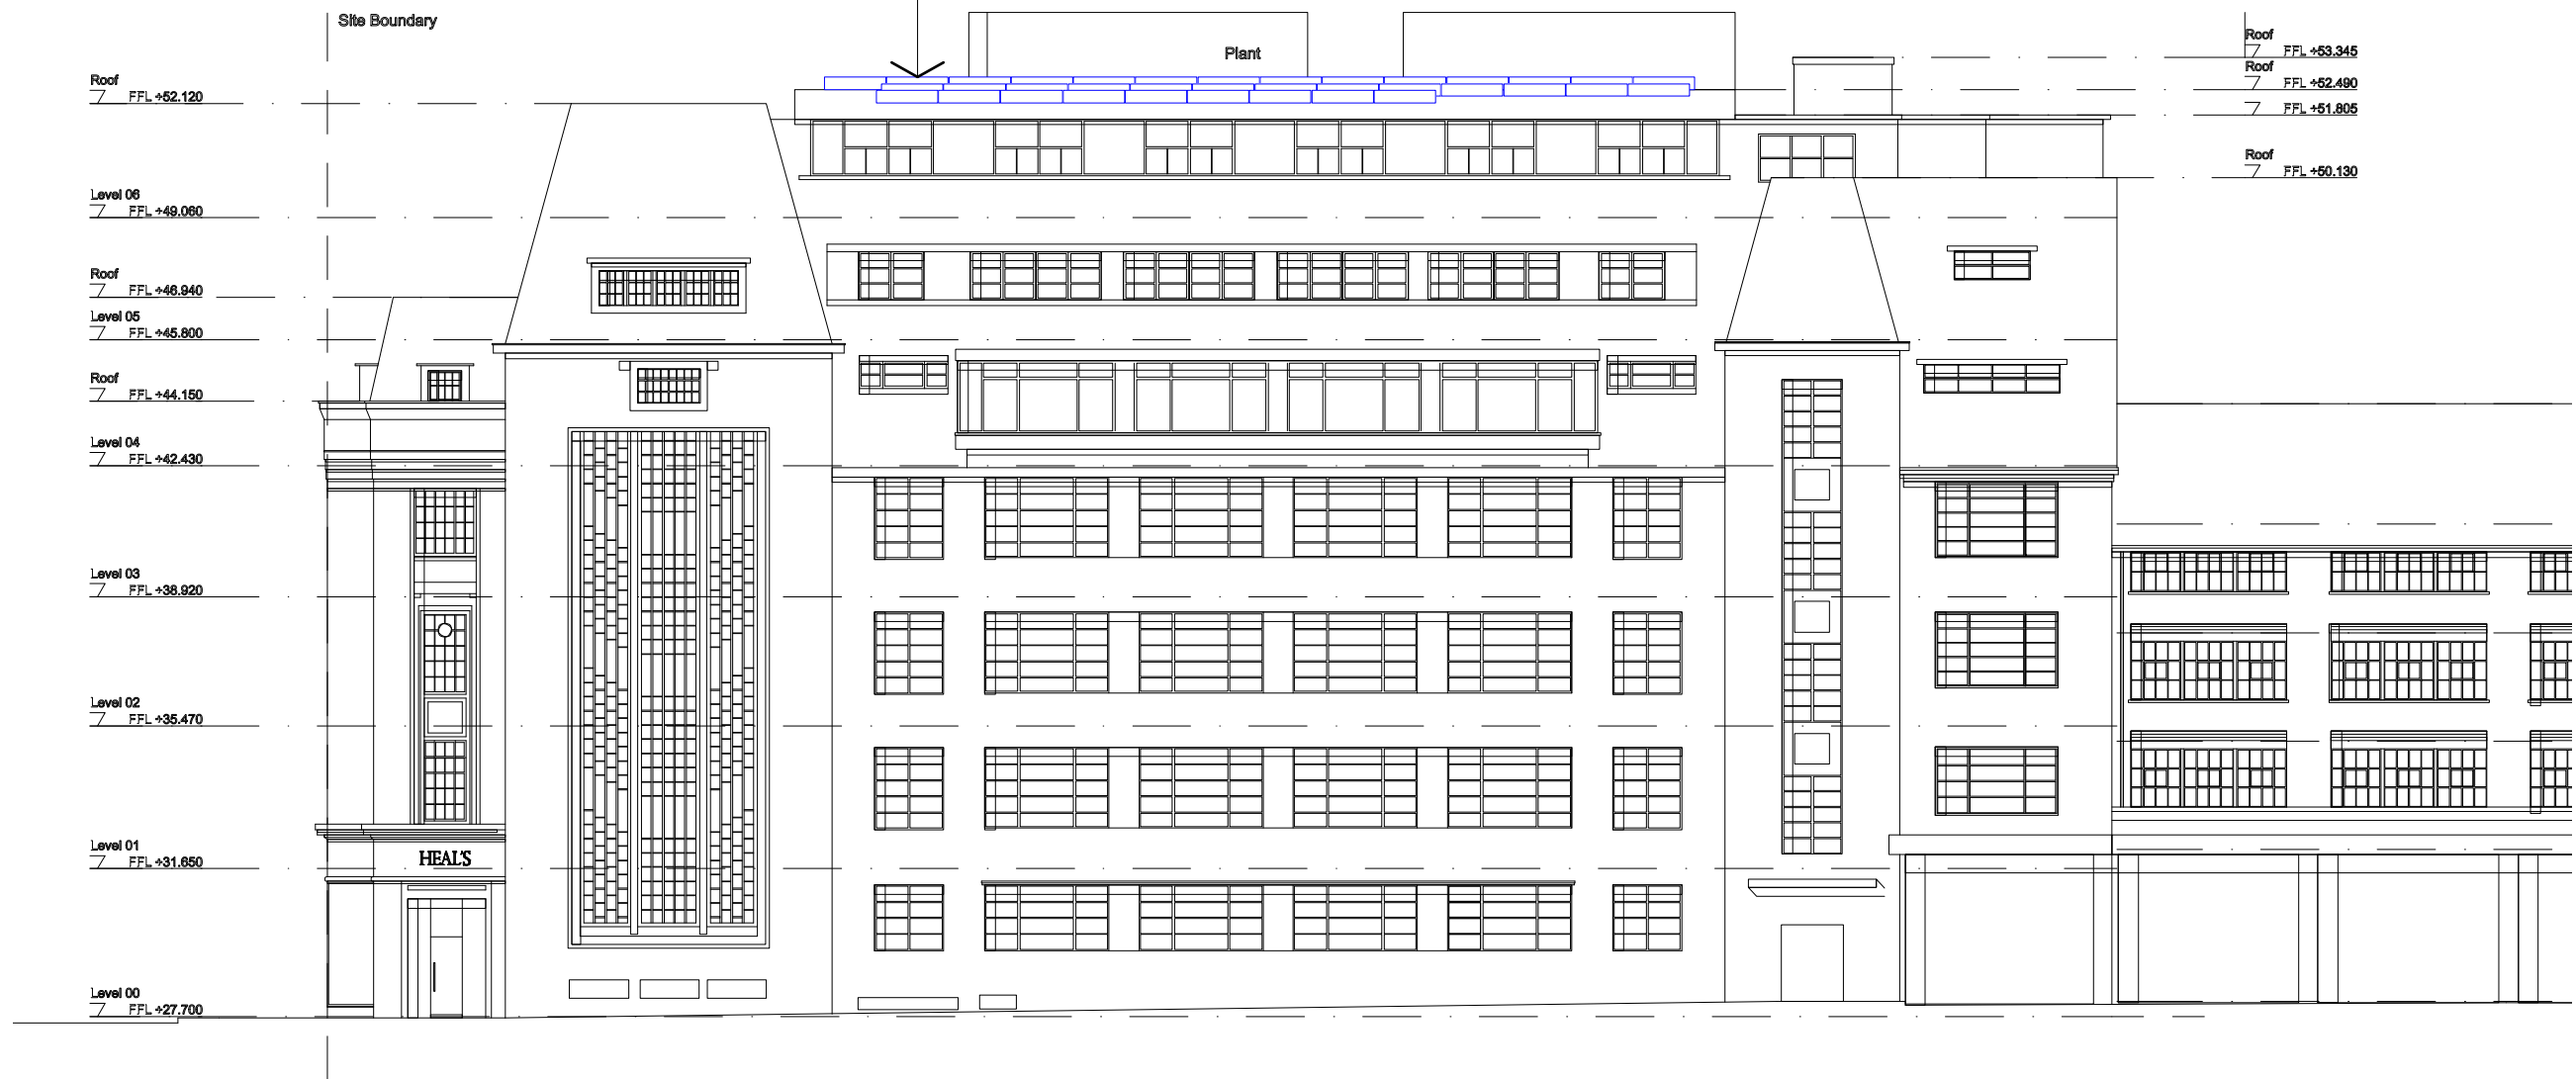 Site Boundary
Plant
Roof
FFL +52.120
Level 06
FFL +49.060
Roof
FFL +46.940
Level 05
FFL +45.800
Roof
FFL +44.150
Level 04
FFL +42.430
Level 03
FFL +38.920
Level 02
FFL +35.470
Level 01
FFL +31.650
Level 00
FFL +27.700
HEAL'S
Roof
FFL +53.345
Roof
FFL +52.490
FFL +51.805
Roof
FFL +50.130